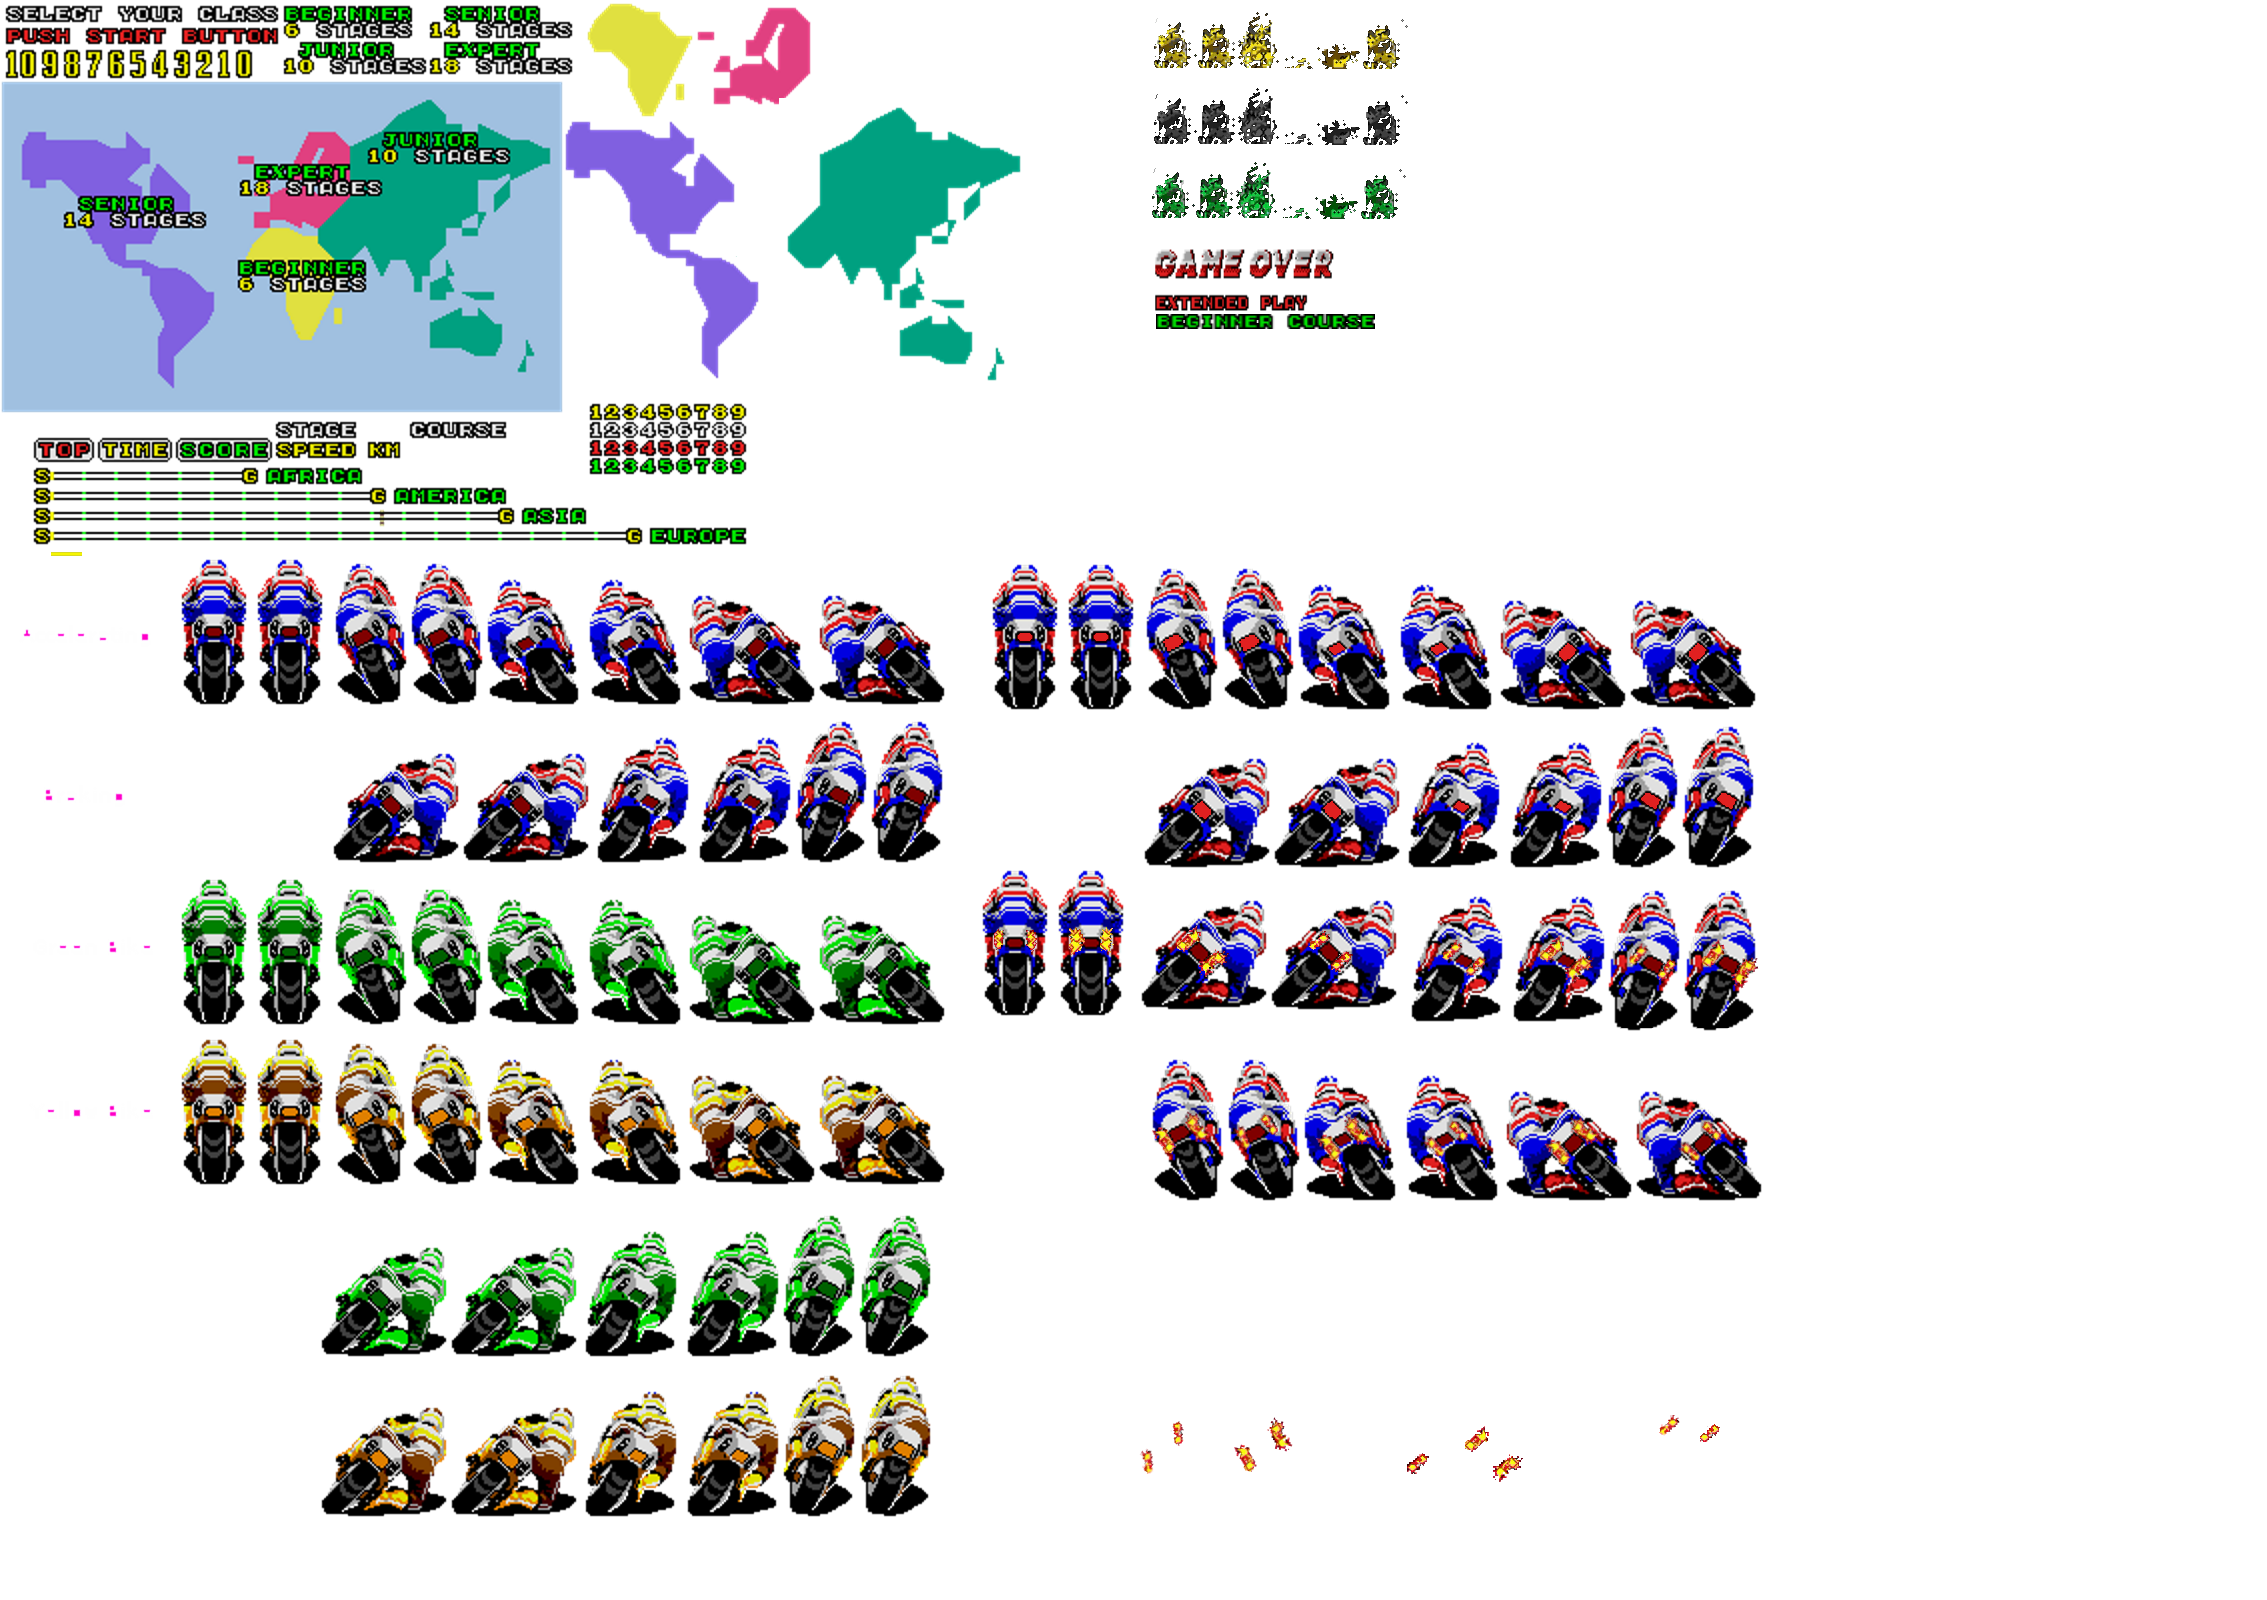 SELECT YOUR CLASS
PUSH START BUTTON
109876543210
BEGINNER
6 STAGES
SENIOR
14 STAGES
JUNIOR
10 STAGES
EXPERT
18 STAGES
JUNIOR
10 STAGES
EXPERT
18 STAGES
SENIOR
14 STAGES
BEGINNER
6 STAGES
GAME OVER
EXTENDED PLAY
BEGINNER COURSE
STAGE COURSE
TOP TIME SCORE SPEED KM
S G AFRICA
S G AMERICA
S G ASIA
S G EUROPE
123456789
123456789
123456789
123456789